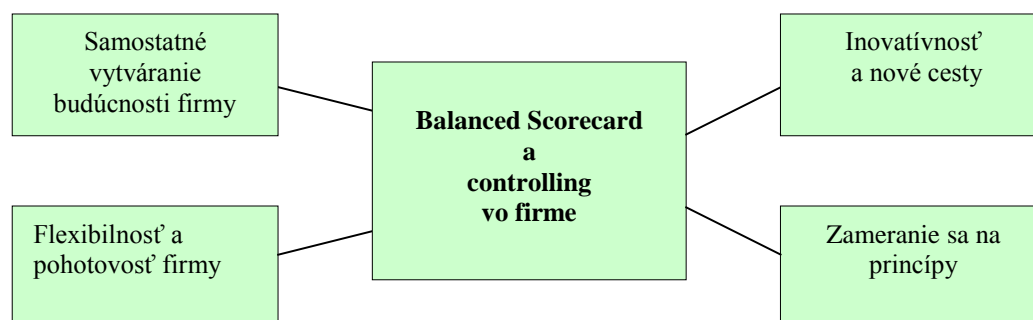 Samostatné
vytváranie
budúcnosti firmy
Inovatívnosť
a nové cesty
Balanced Scorecard
a
controlling
vo firme
Flexibilnosť a
pohotovosť firmy
Zameranie sa na
princípy